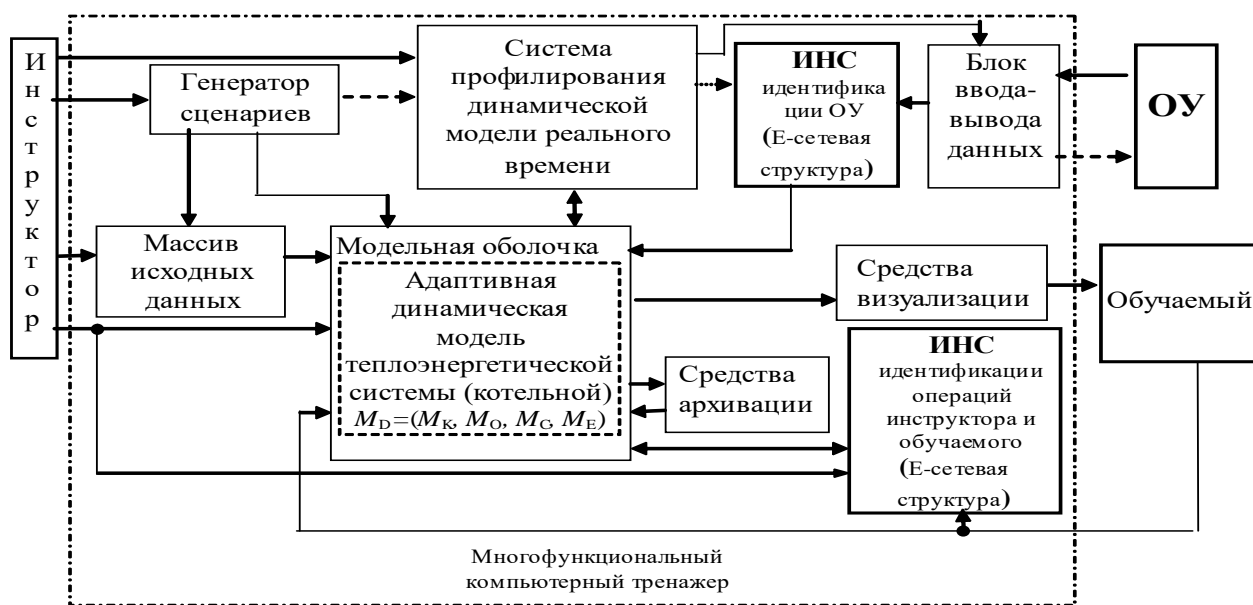 Инструктор
Генератор
сценариев
Система
профилирования
динамической
модели реального
времени
ИНС
идентифика
ции ОУ
(Е-сетевая
структура)
Блок
ввода-
вывода
данных
ОУ
Массив
исходных
данных
Модельная оболочка
Адаптивная
динамическая
модель
теплоэнергетической
системы (котельной)
MD=(MK, MO, MG, ME)
Средства
визуализации
Обучаемый
Средства
архивации
ИНС
идентификации
операций
инструктора и
обучаемого
(Е-сетевая
структура)
Многофункциональный
компьютерный тренажер